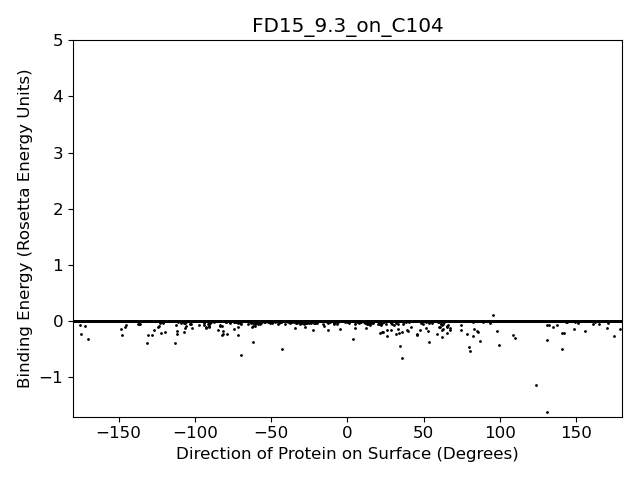 FD15_9.3_on_C104
5
4
3
2
1
0
−1
Binding Energy (Rosetta Energy Units)
−150 −100 −50 0 50 100 150
Direction of Protein on Surface (Degrees)